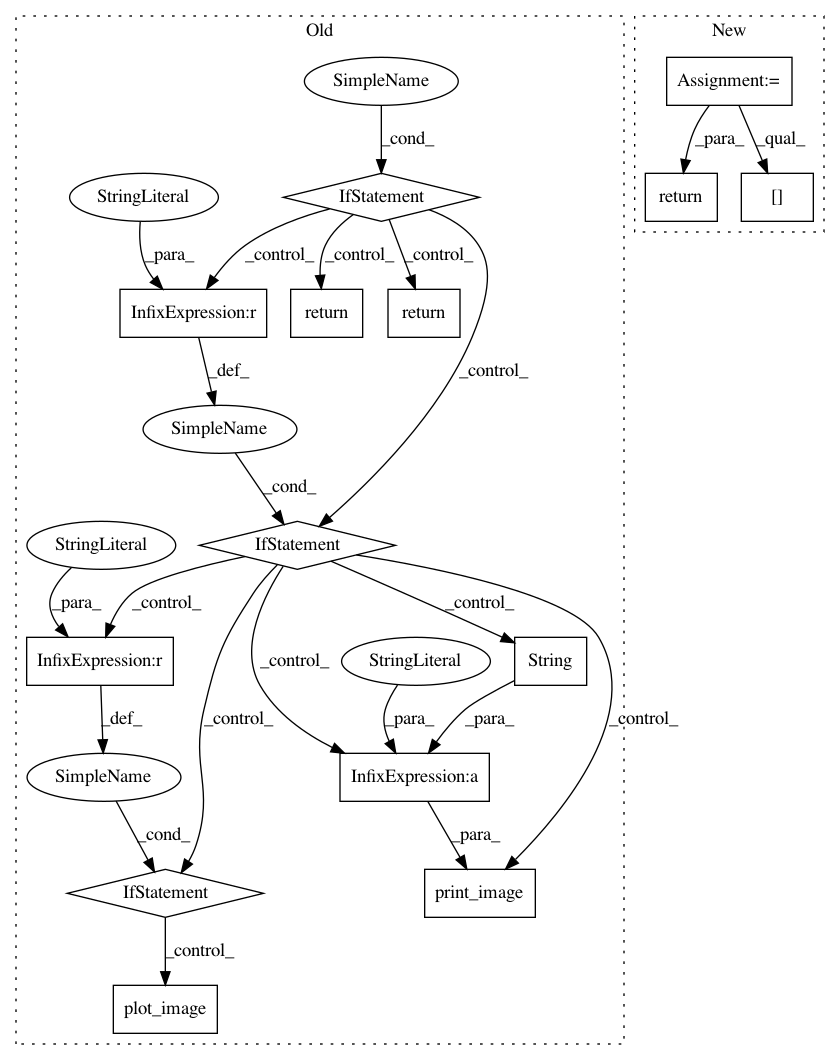 Old
New
SimpleName
Assignment:=
_cond_
_para_
_qual_
StringLiteral
IfStatement
return
[]
_para_
_control_
_control_
_control_
InfixExpression:r
return
return
_def_
_control_
SimpleName
_cond_
StringLiteral
IfStatement
_para_
_control_
_control_
InfixExpression:r
_control_
StringLiteral
String
_def_
_control_
_para_
_para_
_control_
SimpleName
InfixExpression:a
_cond_
_para_
IfStatement
print_image
_control_
plot_image